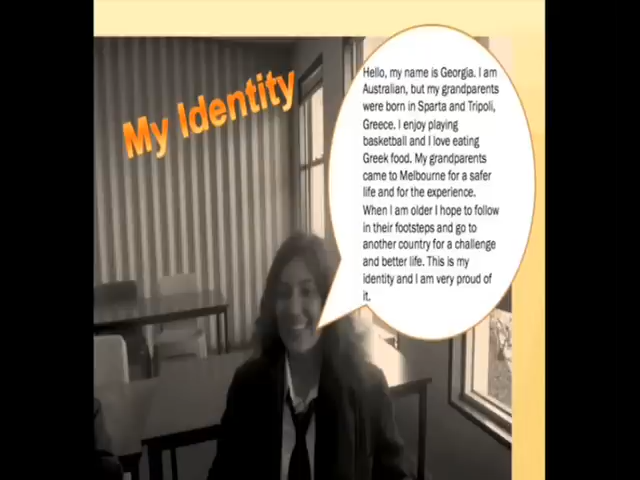 My Identity
Hello, my name is Georgia. I am
Australian, but my grandparents
were born in Sparta and Tripoli,
Greece. I enjoy playing
basketball and I love eating
Greek food. My grandparents
came to Melbourne for a safer
life and for the experience.
When I am older I hope to follow
in their footsteps and go to
another country for a challenge
and better life. This is my
identity and I am very proud of
it.